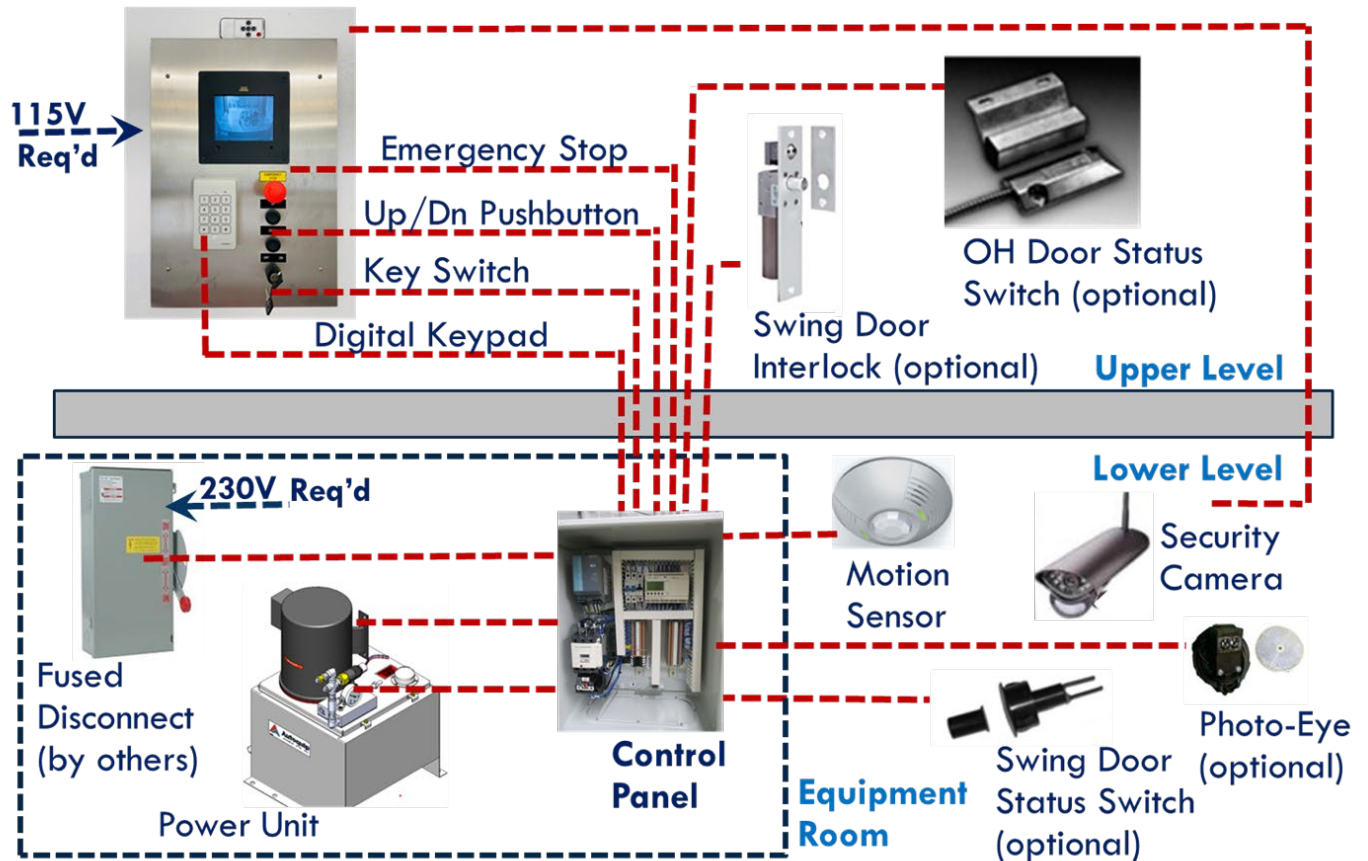 115V
Req’d
Emergency Stop
Up/Dn Pushbutton
Key Switch
Digital Keypad
OH Door Status
Switch (optional)
Swing Door
Interlock (optional)
Upper Level
Lower Level
230V Req’d
Fused
Disconnect
(by others)
Autoquip
Power Unit
Control
Panel
Equipment
Room
Motion
Sensor
Security
Camera
Photo-Eye
(optional)
Swing Door
Status Switch
(optional)